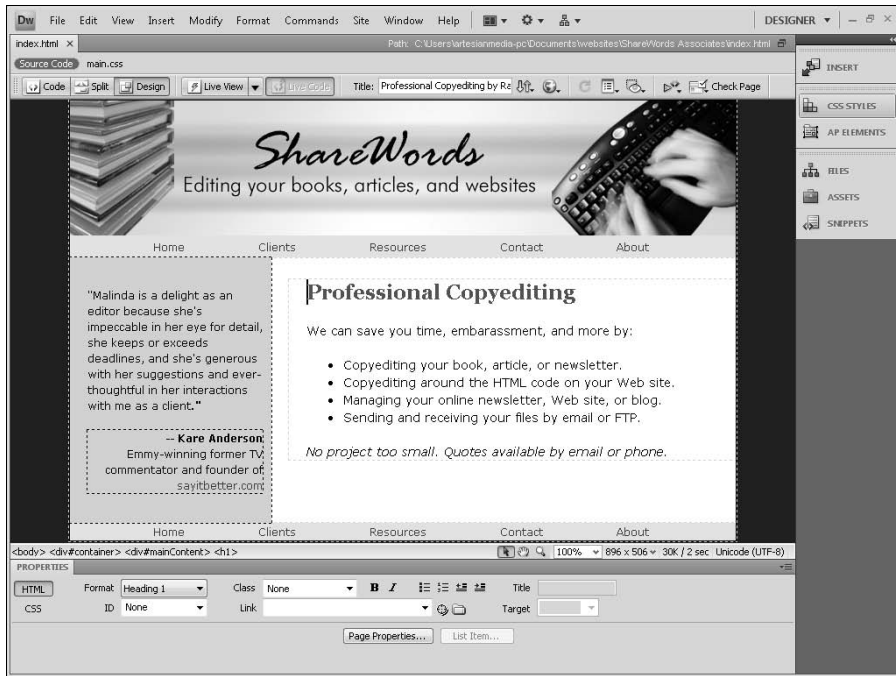 Dw File Edit View Insert Modify Format Commands Site Window Help DESIGNER
index.html × Path: C:\Users\artesianmedia-pc\Documents\websites\ShareWords Associates\index.html
Source Code main.css
Code Split Design Live View Live Code Title: Professional Copyediting by Ra Check Page
INSERT
CSS STYLES
AP ELEMENTS
FILES
ASSETS
SNIPPETS
ShareWords
Editing your books, articles, and websites
Home Clients Resources Contact About
"Malinda is a delight as an
editor because she's
impeccable in her eye for detail,
she keeps or exceeds
deadlines, and she's generous
with her suggestions and ever-
thoughtful in her interactions
with me as a client."
-- Kare Anderson
Emmy-winning former TV
commentator and founder of
sayitbetter.com
Professional Copyediting
We can save you time, embarassment, and more by:
• Copyediting your book, article, or newsletter.
• Copyediting around the HTML code on your Web site.
• Managing your online newsletter, Web site, or blog.
• Sending and receiving your files by email or FTP.
No project too small. Quotes available by email or phone.
Home Clients Resources Contact About
<body> <div#container> <div#mainContent> <h1> 100% 896 x 506 30K / 2 sec Unicode (UTF-8)
PROPERTIES
HTML Format Heading 1 Class None B I Title
CSS ID None Link Target
Page Properties... List Item...